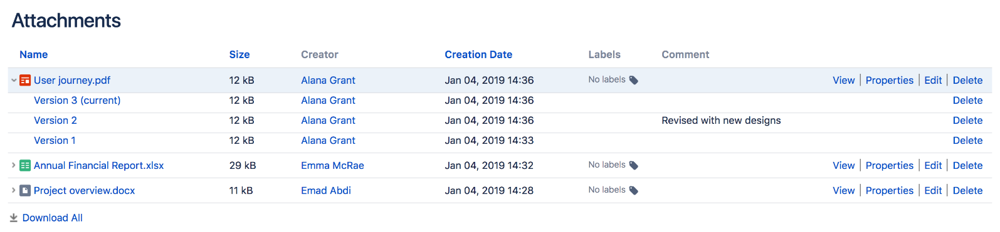 Attachments
Name Size Creator Creation Date Labels Comment
User journey.pdf 12 kB Alana Grant Jan 04, 2019 14:36 No labels View Properties Edit Delete
Version 3 (current) 12 kB Alana Grant Jan 04, 2019 14:36 Delete
Version 2 12 kB Alana Grant Jan 04, 2019 14:36 Revised with new designs Delete
Version 1 12 kB Alana Grant Jan 04, 2019 14:33 Delete
Annual Financial Report.xlsx 29 kB Emma McRae Jan 04, 2019 14:32 No labels View Properties Edit Delete
Project overview.docx 11 kB Emad Abdi Jan 04, 2019 14:28 No labels View Properties Edit Delete
Download All